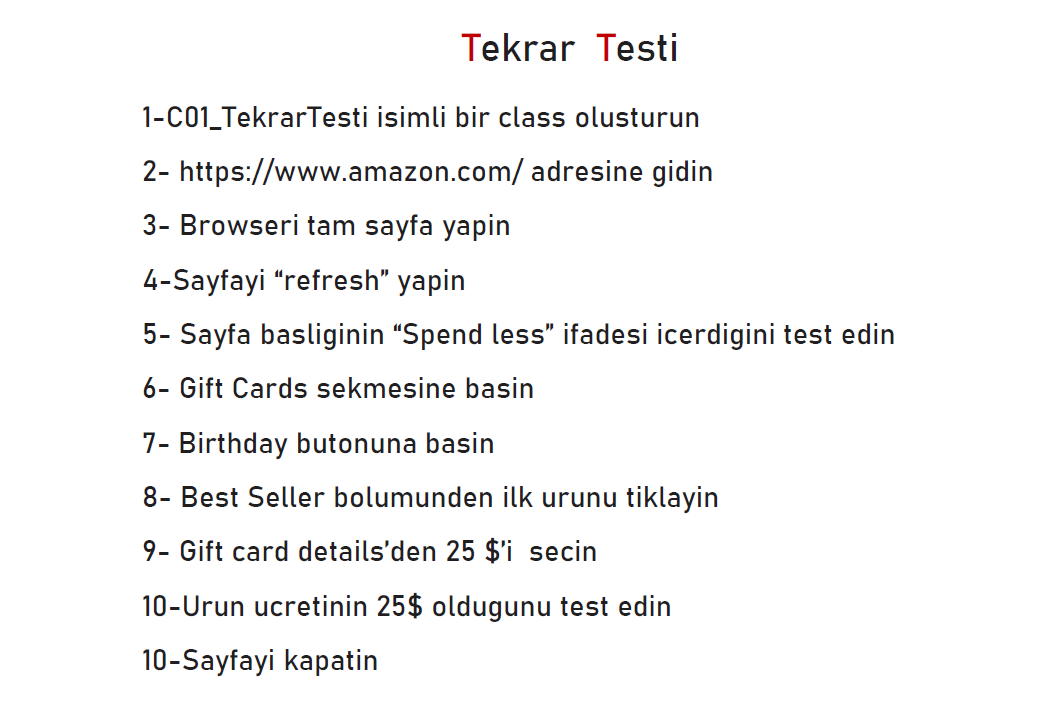 Tekrar Testi
1-C01_TekrarTesti isimli bir class olusturun
2- https://www.amazon.com/ adresine gidin
3- Browseri tam sayfa yapin
4-Sayfayi “refresh” yapin
5- Sayfa basliginin “Spend less” ifadesi icerdigini test edin
6- Gift Cards sekmesine basin
7- Birthday butonuna basin
8- Best Seller bolumunden ilk urunu tiklayin
9- Gift card details’den 25 $’i secin
10-Urun ucretinin 25$ oldugunu test edin
10-Sayfayi kapatin